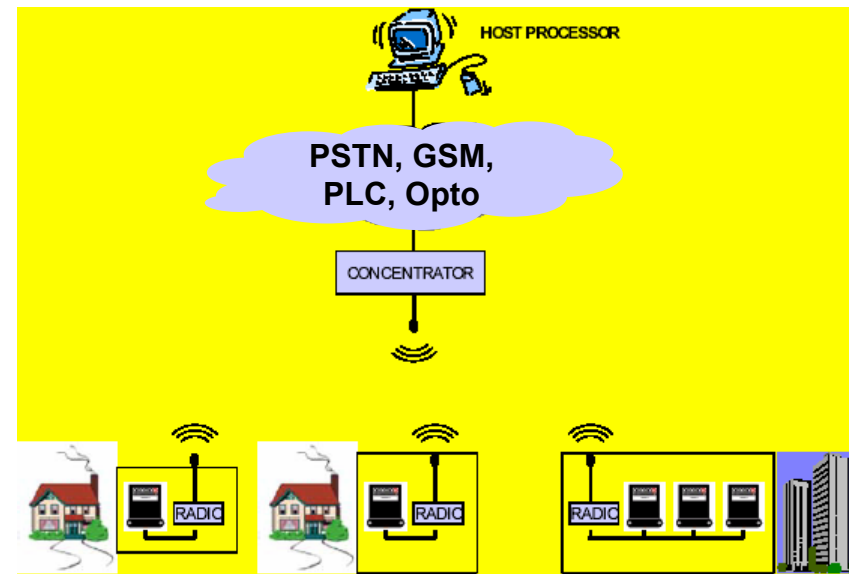 HOST PROCESSOR
PSTN, GSM,
PLC, Opto
CONCENTRATOR
RADIO
RADIO
RADIO